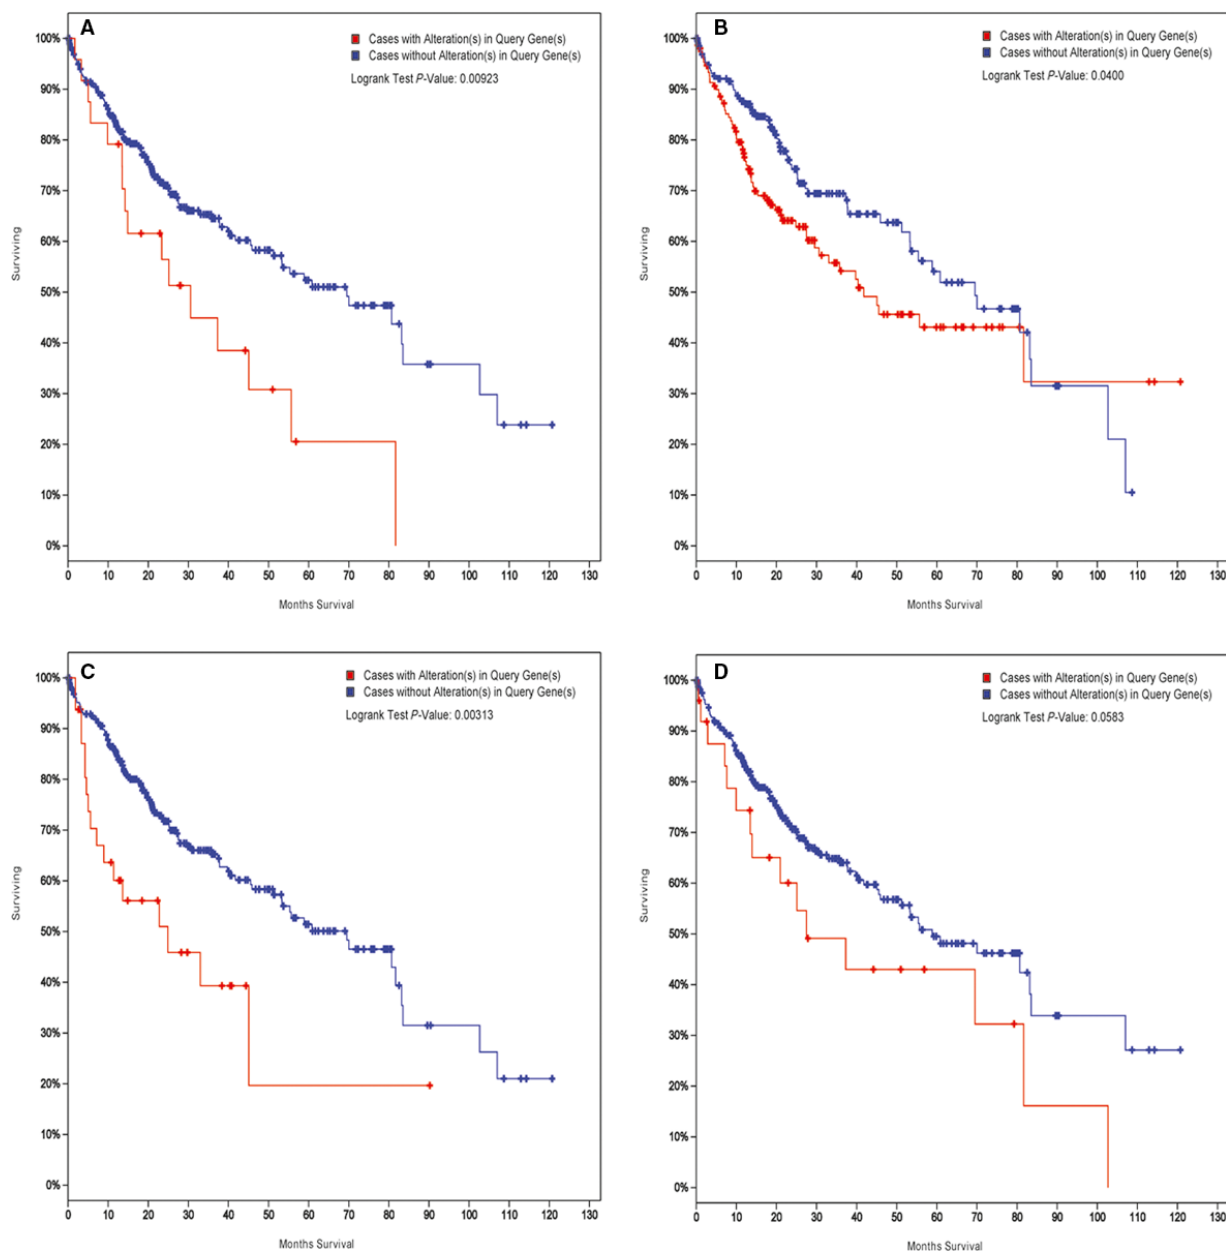 A
Cases with Alteration(s) in Query Gene(s)
Cases without Alteration(s) in Query Gene(s)
Logrank Test P-Value: 0.00923
100%
90%
80%
70%
60%
50%
40%
30%
20%
10%
0%
Surviving
0 10 20 30 40 50 60 70 80 90 100 110 120 130
Months Survival
B
Cases with Alteration(s) in Query Gene(s)
Cases without Alteration(s) in Query Gene(s)
Logrank Test P-Value: 0.0400
100%
90%
80%
70%
60%
50%
40%
30%
20%
10%
0%
Surviving
0 10 20 30 40 50 60 70 80 90 100 110 120 130
Months Survival
C
Cases with Alteration(s) in Query Gene(s)
Cases without Alteration(s) in Query Gene(s)
Logrank Test P-Value: 0.00313
100%
90%
80%
70%
60%
50%
40%
30%
20%
10%
0%
Surviving
0 10 20 30 40 50 60 70 80 90 100 110 120 130
Months Survival
D
Cases with Alteration(s) in Query Gene(s)
Cases without Alteration(s) in Query Gene(s)
Logrank Test P-Value: 0.0583
100%
90%
80%
70%
60%
50%
40%
30%
20%
10%
0%
Surviving
0 10 20 30 40 50 60 70 80 90 100 110 120 130
Months Survival